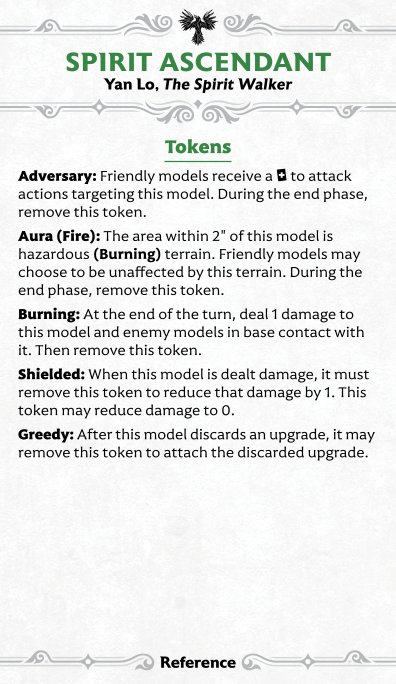 SPIRIT ASCENDANT
Yan Lo, The Spirit Walker
Tokens
Adversary: Friendly models receive a to attack
actions targeting this model. During the end phase,
remove this token.
Aura (Fire): The area within 2" of this model is
hazardous (Burning) terrain. Friendly models may
choose to be unaffected by this terrain. During the
end phase, remove this token.
Burning: At the end of the turn, deal 1 damage to
this model and enemy models in base contact with
it. Then remove this token.
Shielded: When this model is dealt damage, it must
remove this token to reduce that damage by 1. This
token may reduce damage to 0.
Greedy: After this model discards an upgrade, it may
remove this token to attach the discarded upgrade.
Reference